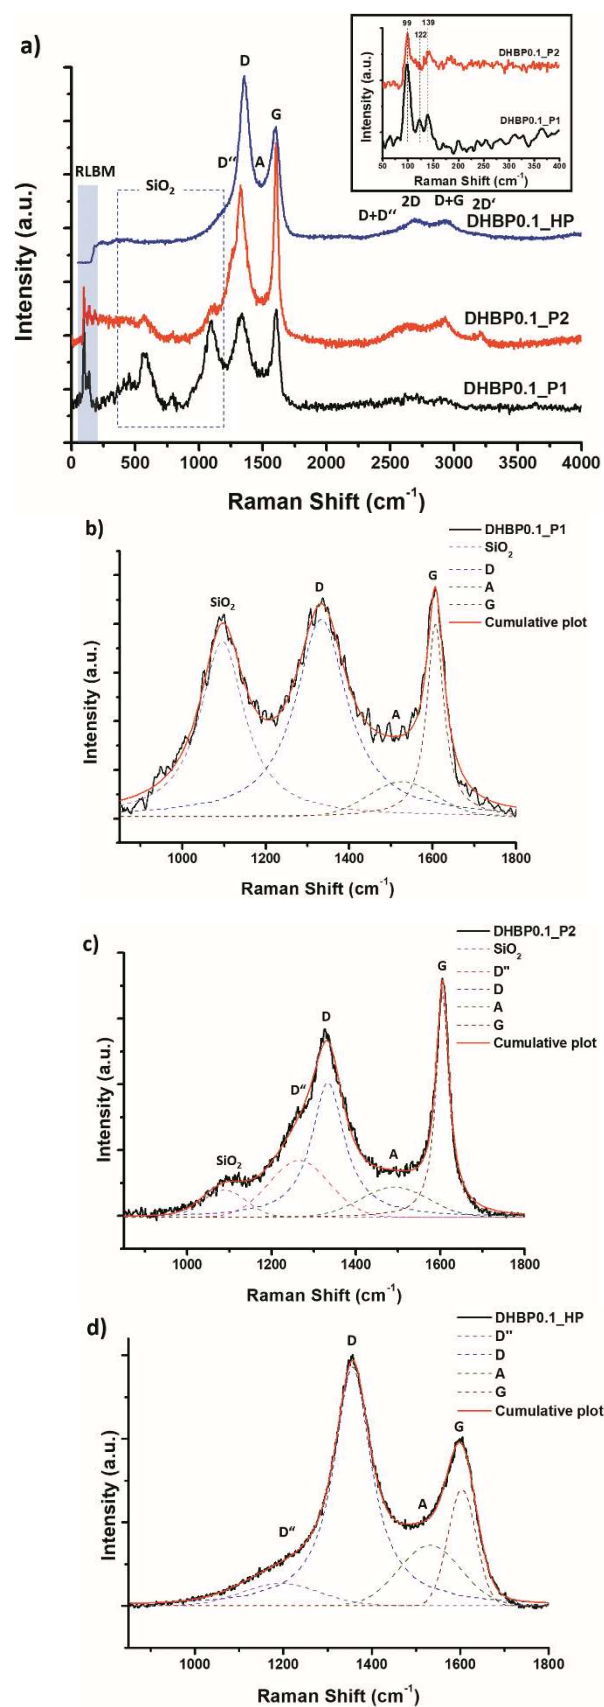 a)
Intensity (a.u.)
RLBM
SiO₂
D
D‘‘
A
G
D+D‘‘
2D
D+G
2D‘
DHBP0.1_HP
DHBP0.1_P2
DHBP0.1_P1
0 500 1000 1500 2000 2500 3000 3500 4000
Raman Shift (cm⁻¹)
Intensity (a.u.)
99
122
139
DHBP0.1_P2
DHBP0.1_P1
50 100 150 200 250 300 350 400
Raman Shift (cm⁻¹)
b)
Intensity (a.u.)
SiO₂
D
A
G
DHBP0.1_P1
SiO₂
D
A
G
Cumulative plot
1000 1200 1400 1600 1800
Raman Shift (cm⁻¹)
c)
Intensity (a.u.)
SiO₂
D‘‘
D
A
G
DHBP0.1_P2
SiO₂
D"
D
A
G
Cumulative plot
1000 1200 1400 1600 1800
Raman Shift (cm⁻¹)
d)
Intensity (a.u.)
D‘‘
D
A
G
DHBP0.1_HP
D"
D
A
G
Cumulative plot
1000 1200 1400 1600 1800
Raman Shift (cm⁻¹)